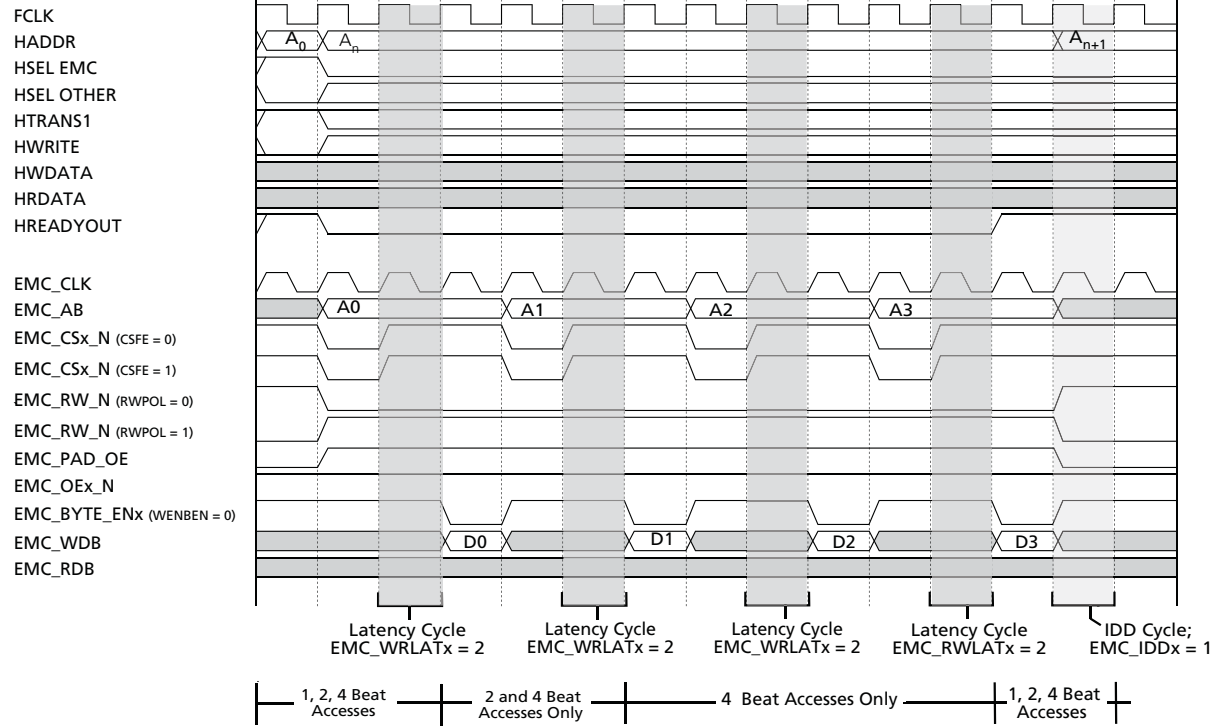 FCLK
HADDR A0 An An+1
HSEL EMC
HSEL OTHER
HTRANS1
HWRITE
HWDATA
HRDATA
HREADYOUT
EMC_CLK
EMC_AB A0 A1 A2 A3
EMC_CSx_N (CSFE = 0)
EMC_CSx_N (CSFE = 1)
EMC_RW_N (RWPOL = 0)
EMC_RW_N (RWPOL = 1)
EMC_PAD_OE
EMC_OEx_N
EMC_BYTE_ENx (WENBEN = 0)
EMC_WDB D0 D1 D2 D3
EMC_RDB
Latency Cycle
EMC_WRLATx = 2
Latency Cycle
EMC_WRLATx = 2
Latency Cycle
EMC_WRLATx = 2
Latency Cycle
EMC_RWLATx = 2
IDD Cycle;
EMC_IDDx = 1
1, 2, 4 Beat
Accesses
2 and 4 Beat
Accesses Only
4 Beat Accesses Only
1, 2, 4 Beat
Accesses